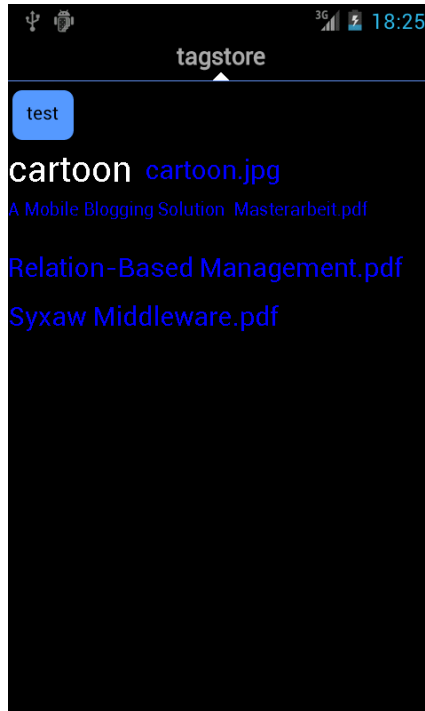 3G 18:25
tagstore
test
cartoon cartoon.jpg
A Mobile Blogging Solution Masterarbeit.pdf
Relation-Based Management.pdf
Syxaw Middleware.pdf